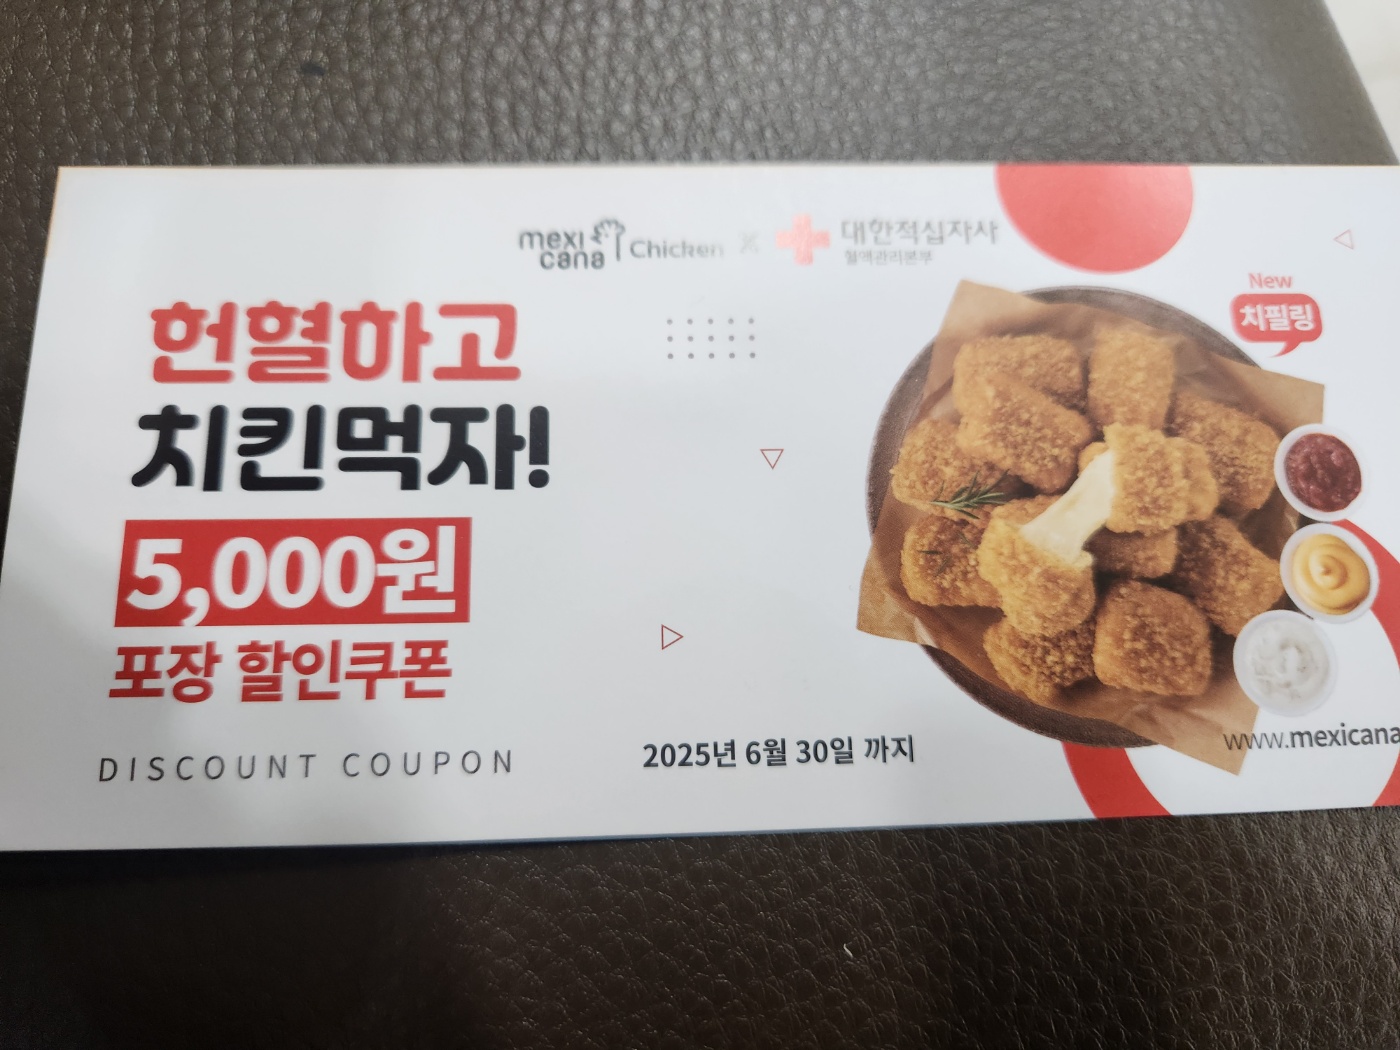 mexi
cana Chicken X 대한적십자사
혈액관리본부
헌혈하고
치킨먹자!
5,000원
포장 할인쿠폰
DISCOUNT COUPON
2025년 6월 30일 까지
New
치필링
www.mexicana